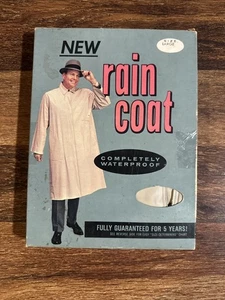 NEW
rain
coat
COMPLETELY
WATERPROOF
FULLY GUARANTEED FOR 5 YEARS!